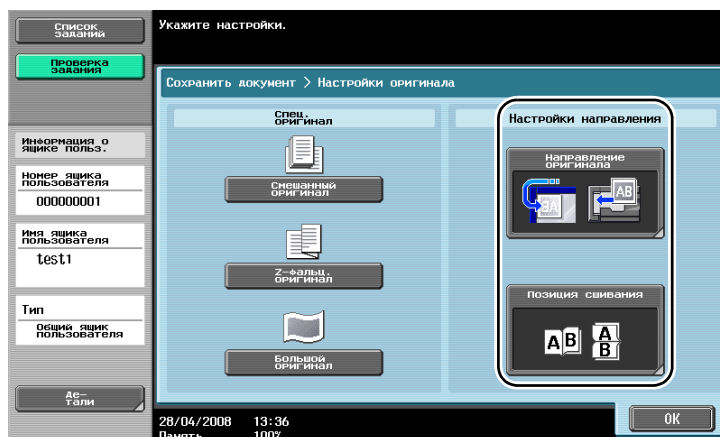 Список
заданий
Укажите настройки.
Проверка
задания
Сохранить документ > Настройки оригинала
Спец.
оригинал
Настройки направления
Информация о
ящике польз.
Направление
оригинала
Номер ящика
пользователя
Смешанный
оригинал
AB
AB
000000001
Имя ящика
пользователя
test1
Z-фальц.
оригинал
Позиция сшивания
Тип
Общий ящик
пользователя
A B
A
B
Большой
оригинал
Де-
тали
28/04/2008 13:36
OK
Память 100%